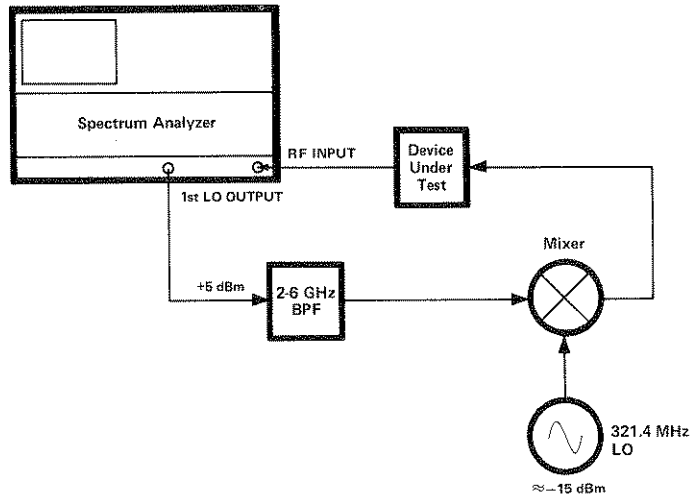 Spectrum Analyzer
RF INPUT
1st LO OUTPUT
Device
Under
Test
Mixer
+5 dBm
2-6 GHz
BPF
321.4 MHz
LO
≈–15 dBm